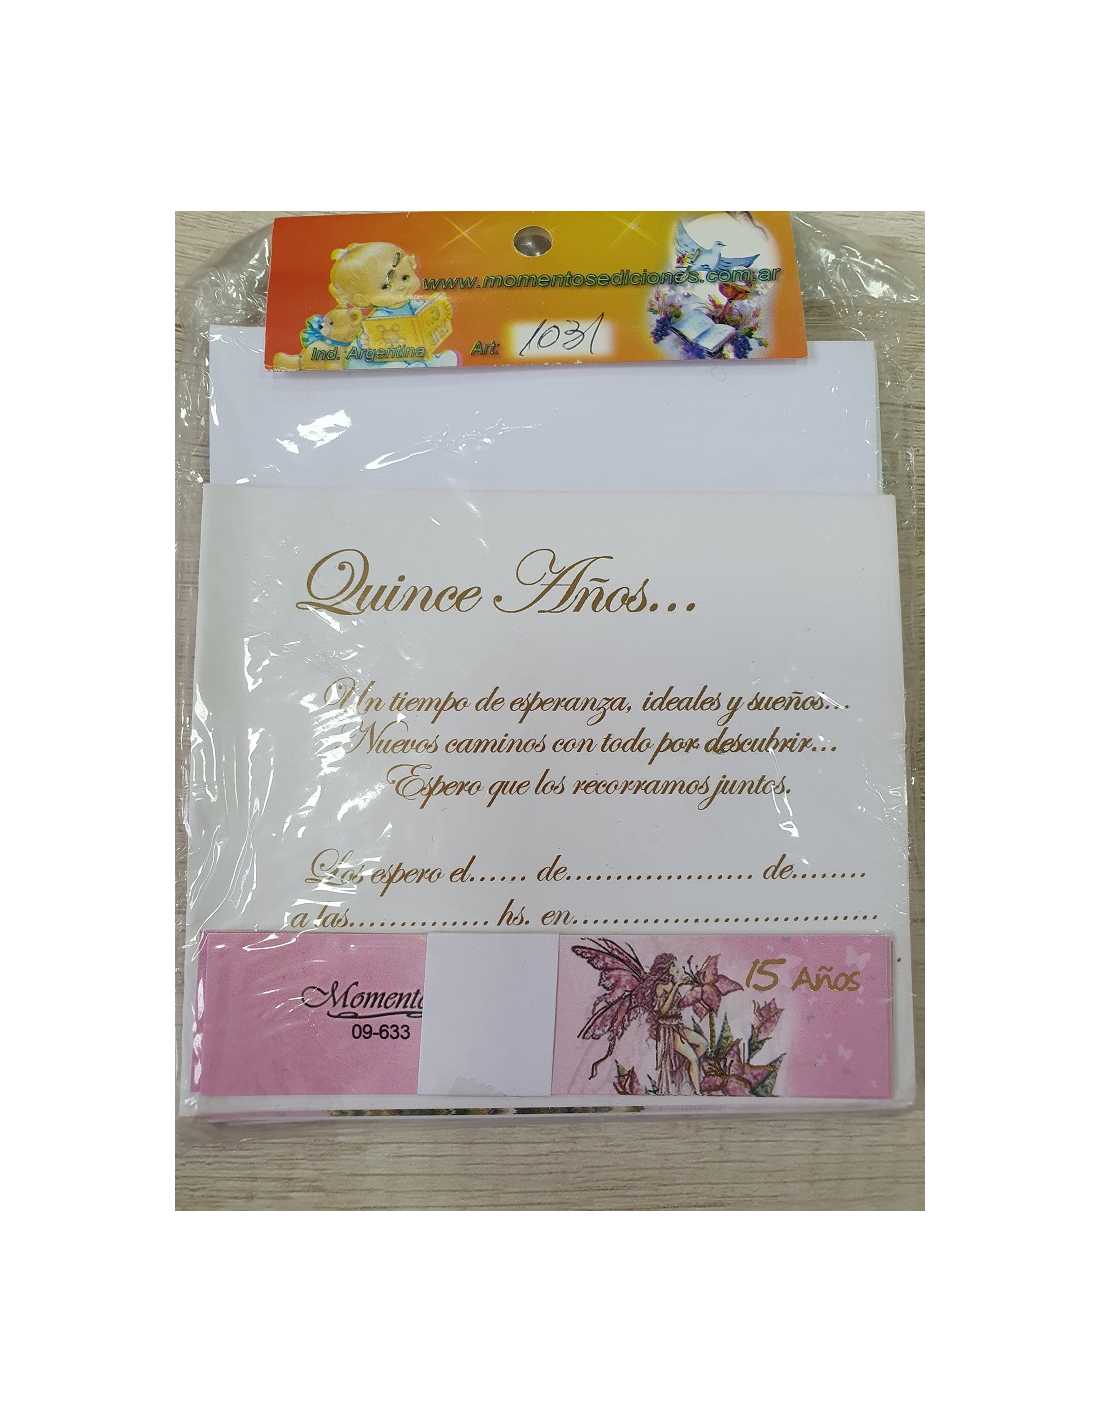 www.momentosediciones.com.ar
Ind. Argentina
Art: 1031
Quince Años...
Un tiempo de esperanza, ideales y sueños...
Nuevos caminos con todo por descubrir...
Espero que los recorramos juntos.
Los espero el...... de................... de........
a las.............. hs. en...............................
15 Años
Momento
09-633